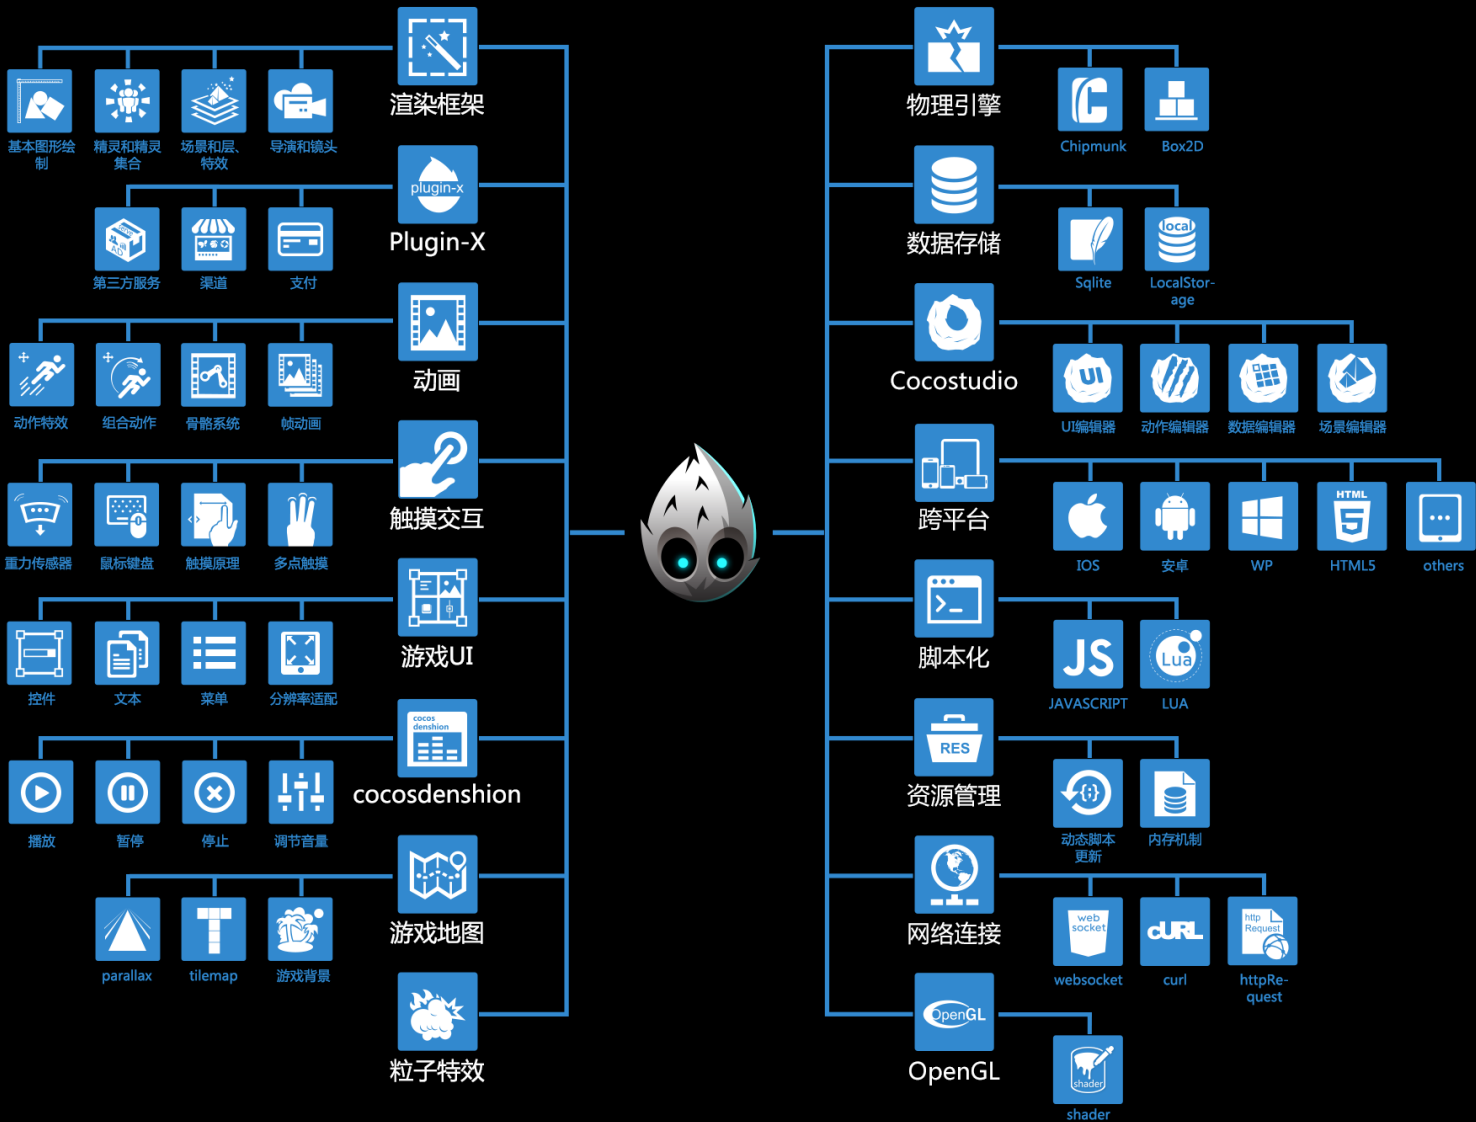 渲染框架
基本图形绘
制
精灵和精灵
集合
场景和层、
特效
导演和镜头
plugin-x
Plugin-X
AD
第三方服务
渠道
支付
动画
动作特效
组合动作
骨骼系统
帧动画
触摸交互
重力传感器
鼠标键盘
触摸原理
多点触摸
游戏UI
控件
文本
菜单
分辨率适配
cocos
denshion
cocosdenshion
播放
暂停
停止
调节音量
游戏地图
parallax
tilemap
游戏背景
粒子特效
物理引擎
Chipmunk
Box2D
数据存储
Sqlite
local
LocalStor-
age
Cocostudio
UI
UI编辑器
动作编辑器
数据编辑器
场景编辑器
跨平台
IOS
安卓
WP
HTML
5
HTML5
others
脚本化
JS
JAVASCRIPT
Lua
LUA
RES
资源管理
{;}
动态脚本
更新
内存机制
网络连接
web
socket
websocket
cURL
curl
http
Request
httpRe-
quest
OpenGL
OpenGL
shader
shader